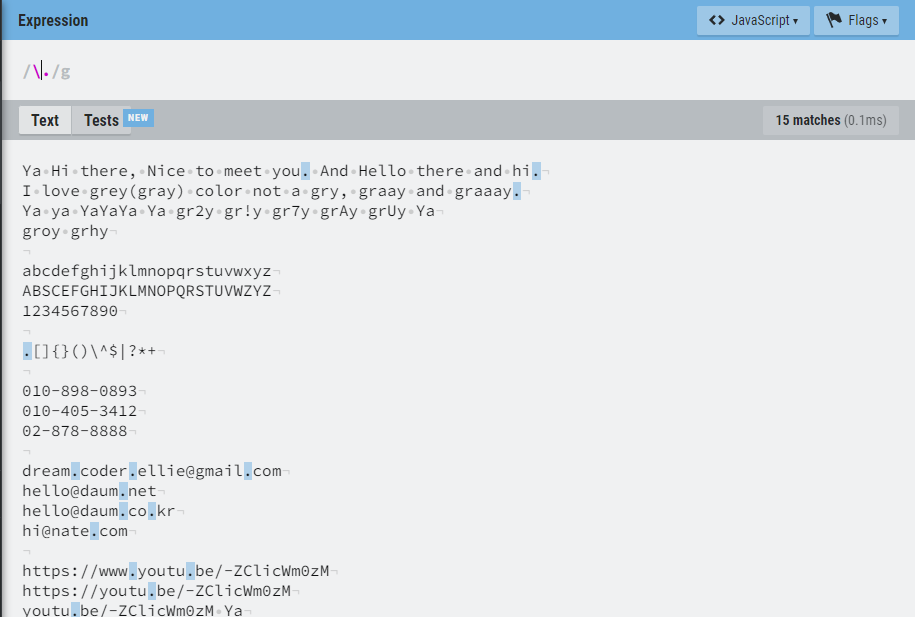 Expression
<> JavaScript ▾
Flags ▾
/\./g
Text
Tests NEW
15 matches (0.1ms)
Ya Hi there, Nice to meet you. And Hello there and hi.
I love grey(gray) color not a gry, graay and graaay.
Ya ya YaYaYa Ya gr2y gr!y gr7y grAy grUy Ya
groy grhy
abcdefghijklmnopqrstuvwxyz
ABSCEFGHIJKLMNOPQRSTUVWZYZ
1234567890
.[]{}()\^$|?*+
010-898-0893
010-405-3412
02-878-8888
dream.coder.ellie@gmail.com
hello@daum.net
hello@daum.co.kr
hi@nate.com
https://www.youtu.be/-ZClicWm0zM
https://youtu.be/-ZClicWm0zM
youtu.be/-ZClicWm0zM Ya